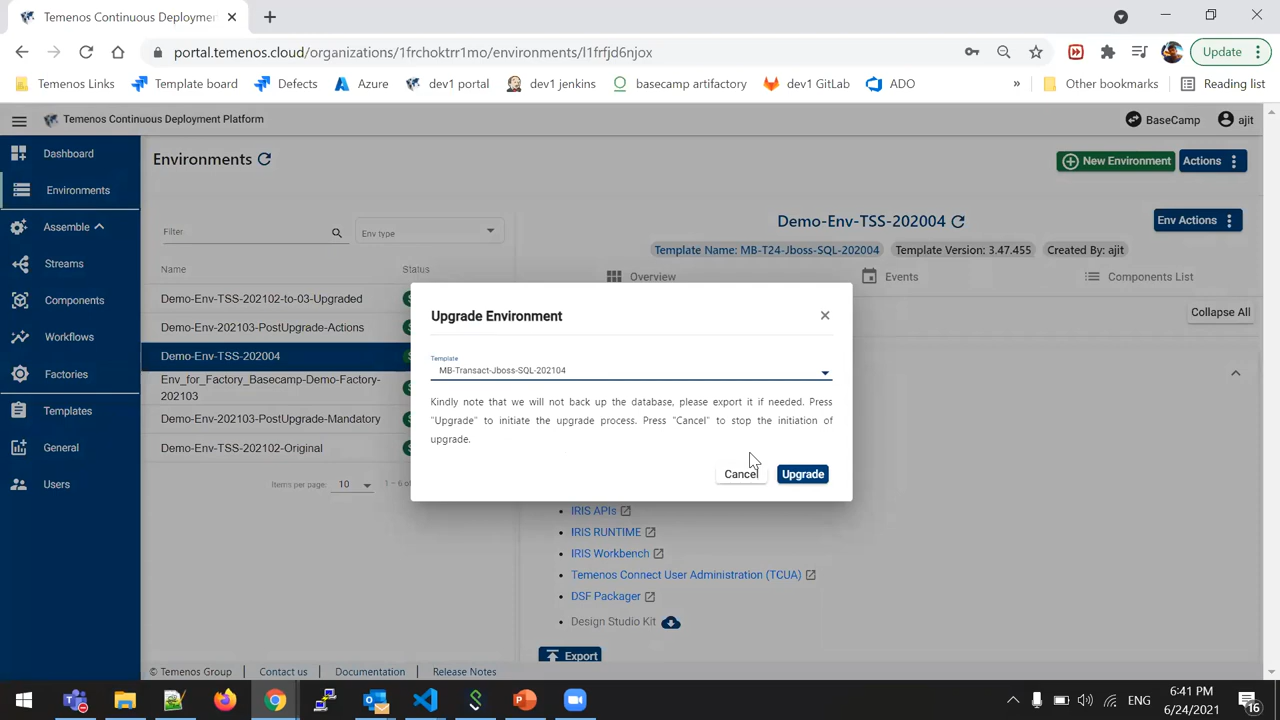 Temenos Continuous Deploymen
portal.temenos.cloud/organizations/1frchoktrr1mo/environments/l1frfjd6njox
Update
Temenos Links
Template board
Defects
Azure
dev1 portal
dev1 jenkins
basecamp artifactory
dev1 GitLab
ADO
»
Other bookmarks
Reading list
Temenos Continuous Deployment Platform
BaseCamp
ajit
Dashboard
Environments
Assemble
Streams
Components
Workflows
Factories
Templates
General
Users
Environments
New Environment
Actions
Filter
Env type
Name
Status
Demo-Env-TSS-202102-to-03-Upgraded
Demo-Env-202103-PostUpgrade-Actions
Demo-Env-TSS-202004
Env_for_Factory_Basecamp-Demo-Factory-
202103
Demo-Env-202103-PostUpgrade-Mandatory
Demo-Env-TSS-202102-Original
Items per page:
10
1 - 6 o
Demo-Env-TSS-202004
Env Actions
Template Name: MB-T24-Jboss-SQL-202004
Template Version: 3.47.455
Created By: ajit
Overview
Events
Components List
Collapse All
Upgrade Environment
Template
MB-Transact-Jboss-SQL-202104
Kindly note that we will not back up the database, please export it if needed. Press
"Upgrade" to initiate the upgrade process. Press "Cancel" to stop the initiation of
upgrade.
Cancel
Upgrade
IRIS APIs
IRIS RUNTIME
IRIS Workbench
Temenos Connect User Administration (TCUA)
DSF Packager
Design Studio Kit
Export
© Temenos Group
Contact us
Documentation
Release Notes
ENG
6:41 PM
6/24/2021
16